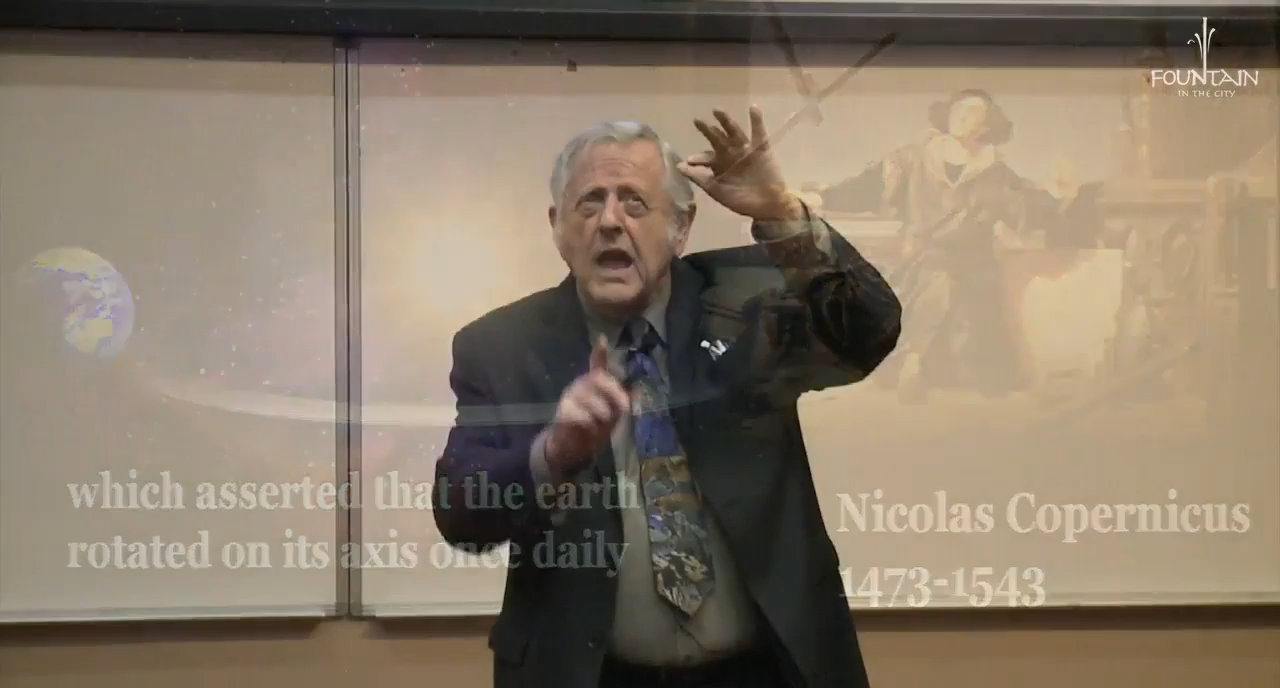 FOUNTAIN
IN THE CITY
which asserted that the earth
rotated on its axis once daily
Nicolas Copernicus
1473-1543